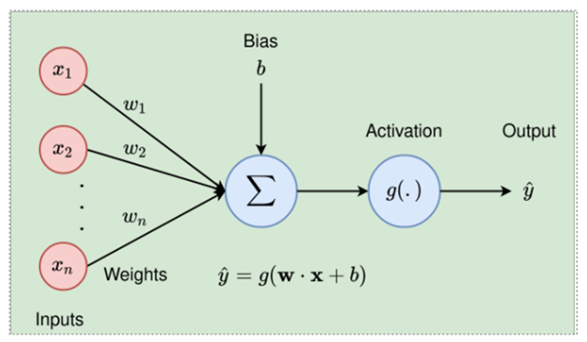 Bias
b
x₁
w₁
Activation
Output
x₂
w₂
∑
g(.)
ŷ
wₙ
xₙ
Weights
ŷ = g(𝐰 · 𝐱 + b)
Inputs